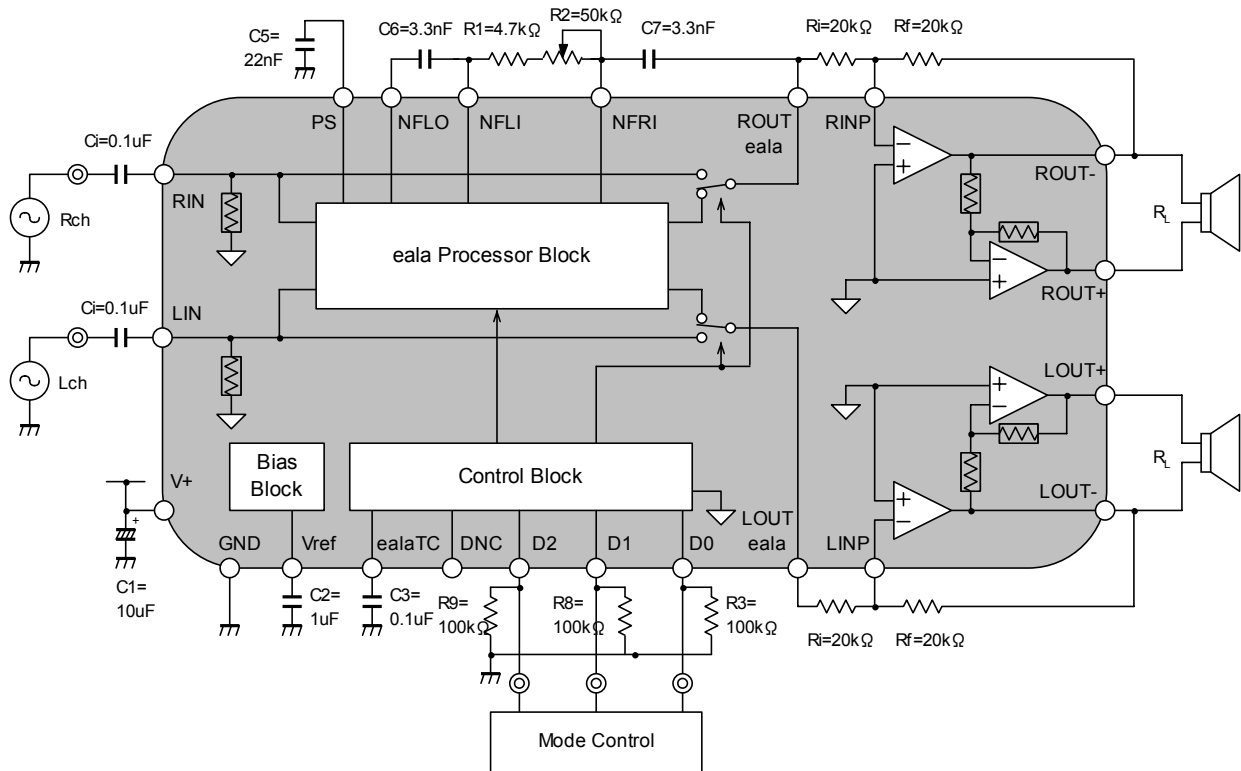 C5=
22nF
C6=3.3nF
R1=4.7kΩ
R2=50kΩ
C7=3.3nF
Ri=20kΩ
Rf=20kΩ
PS
NFLO
NFLI
NFRI
ROUT
eala
RINP
Ci=0.1uF
RIN
Rch
ROUT-
RL
eala Processor Block
ROUT+
Ci=0.1uF
LIN
Lch
LOUT+
RL
LOUT-
V+
Bias
Block
Control Block
+
C1=
10uF
GND
Vref
ealaTC
DNC
D2
D1
D0
LOUT
eala
LINP
C2=
1uF
C3=
0.1uF
R9=
100kΩ
R8=
100kΩ
R3=
100kΩ
Ri=20kΩ
Rf=20kΩ
Mode Control